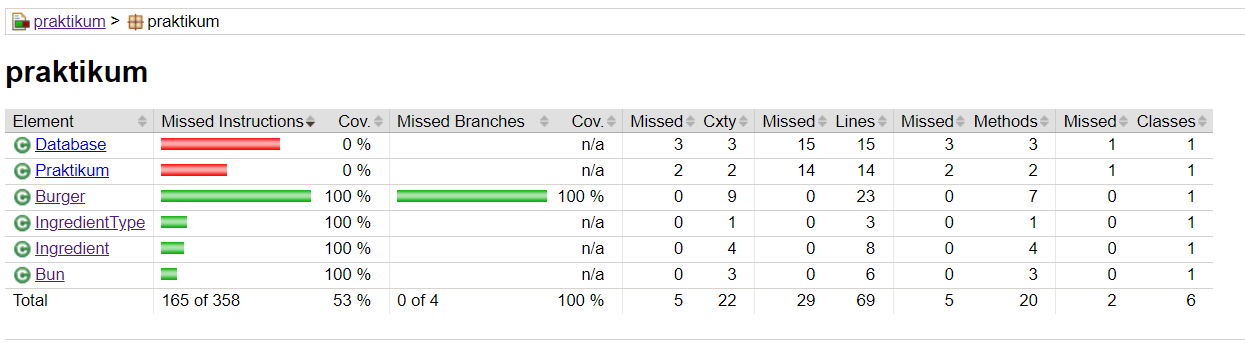 praktikum > praktikum
praktikum
Element Missed Instructions Cov. Missed Branches Cov. Missed Cxty Missed Lines Missed Methods Missed Classes
C Database 0 % n/a 3 3 15 15 3 3 1 1
C Praktikum 0 % n/a 2 2 14 14 2 2 1 1
C Burger 100 % 100 % 0 9 0 23 0 7 0 1
C IngredientType 100 % n/a 0 1 0 3 0 1 0 1
C Ingredient 100 % n/a 0 4 0 8 0 4 0 1
C Bun 100 % n/a 0 3 0 6 0 3 0 1
Total 165 of 358 53 % 0 of 4 100 % 5 22 29 69 5 20 2 6